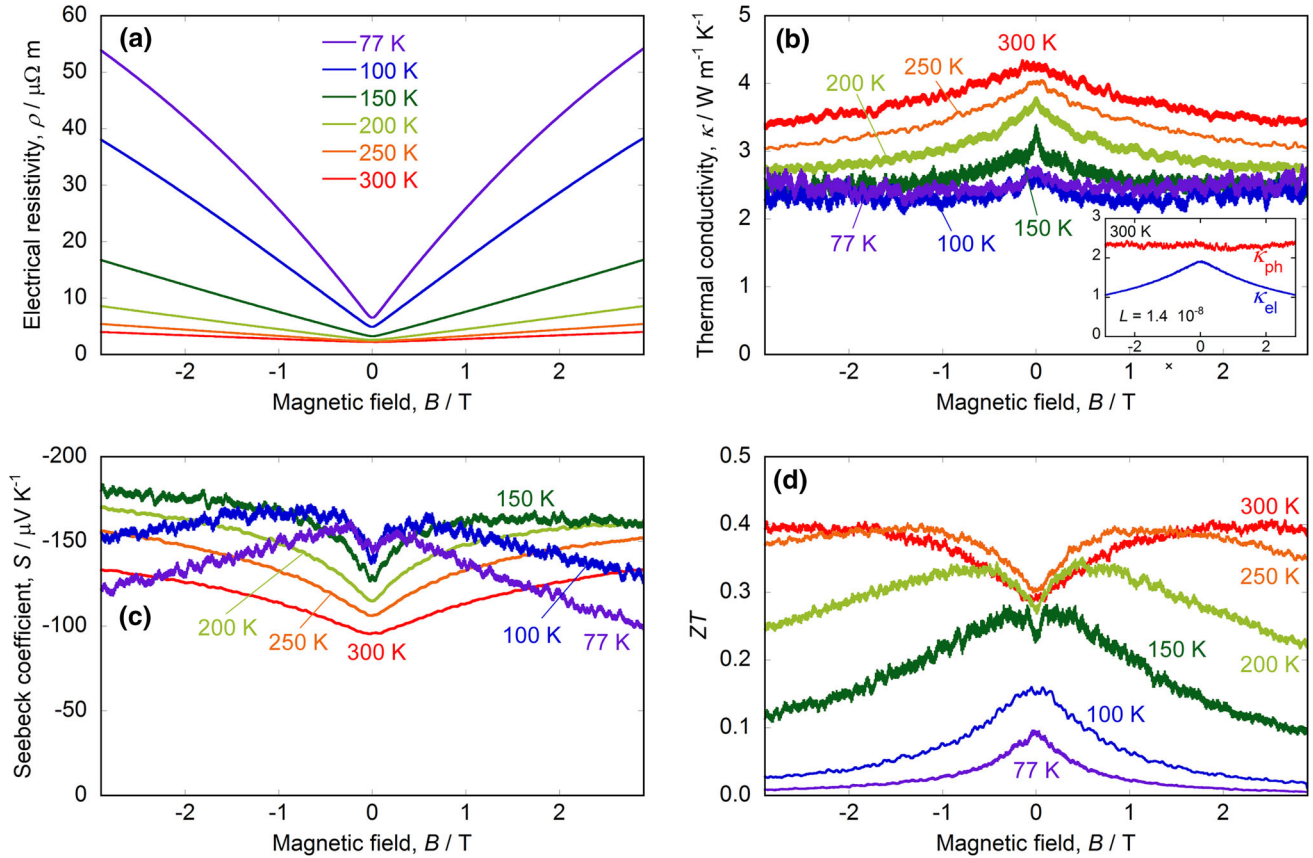 (a)
60
50
40
30
20
10
0
Electrical resistivity, ρ / μΩ m
77 K
100 K
150 K
200 K
250 K
300 K
-2 -1 0 1 2
Magnetic field, B / T
(b)
5
4
3
2
1
0
Thermal conductivity, κ / W m⁻¹ K⁻¹
300 K
250 K
200 K
77 K
100 K
150 K
3
2
1
0
300 K
κph
κel
L = 1.4 10⁻⁸
-2 0 2
-2 -1 0 1 × 2
Magnetic field, B / T
-200
-150
-100
-50
0
Seebeck coefficient, S / μV K⁻¹
150 K
(c)
200 K
250 K
300 K
100 K
77 K
-2 -1 0 1 2
Magnetic field, B / T
(d)
0.5
0.4
0.3
0.2
0.1
0.0
ZT
300 K
250 K
200 K
150 K
100 K
77 K
-2 -1 0 1 2
Magnetic field, B / T